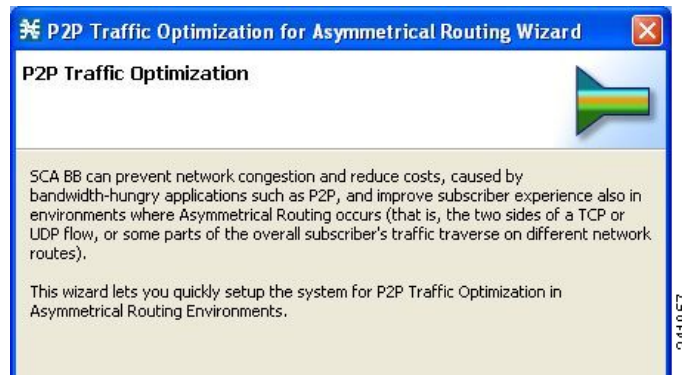 P2P Traffic Optimization for Asymmetrical Routing Wizard
P2P Traffic Optimization
SCA BB can prevent network congestion and reduce costs, caused by
bandwidth-hungry applications such as P2P, and improve subscriber experience also in
environments where Asymmetrical Routing occurs (that is, the two sides of a TCP or
UDP flow, or some parts of the overall subscriber's traffic traverse on different network
routes).
This wizard lets you quickly setup the system for P2P Traffic Optimization in
Asymmetrical Routing Environments.